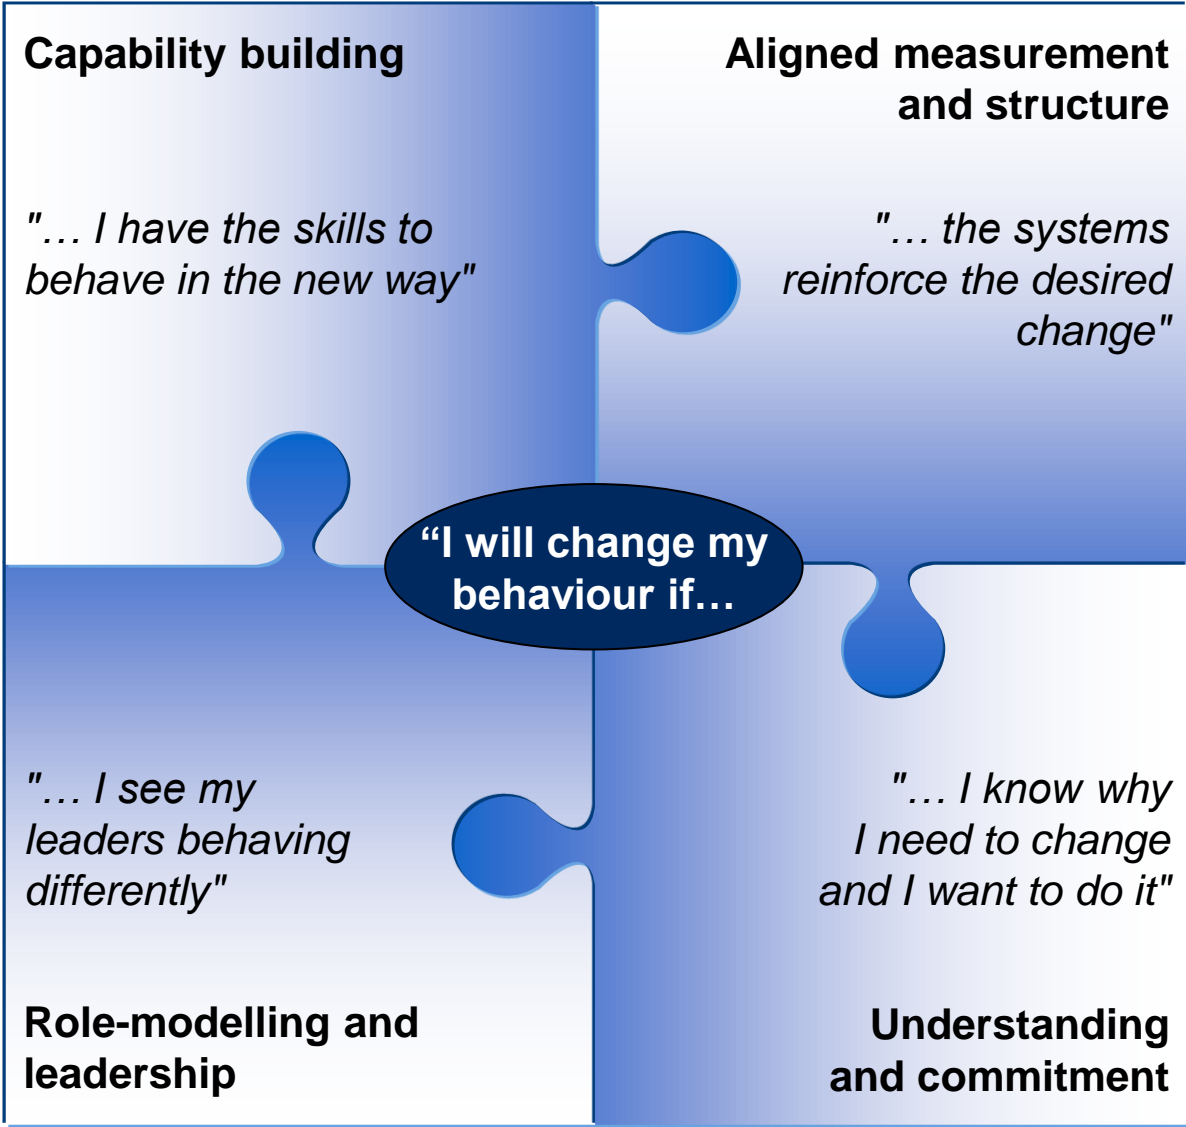 Capability building
"… I have the skills to
behave in the new way"
Aligned measurement
and structure
"… the systems
reinforce the desired
change"
“I will change my
behaviour if…
"… I see my
leaders behaving
differently"
Role-modelling and
leadership
"… I know why
I need to change
and I want to do it"
Understanding
and commitment